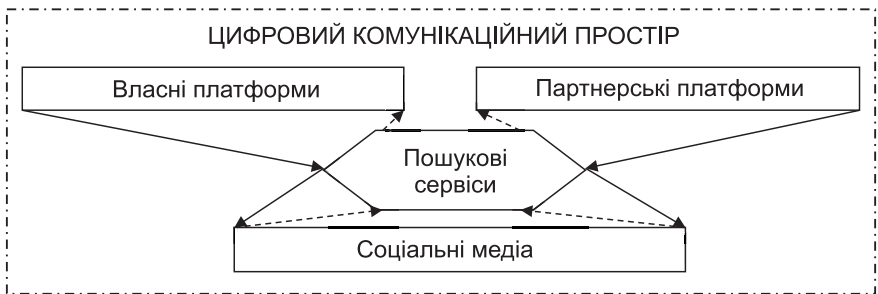 ЦИФРОВИЙ КОМУНІКАЦІЙНИЙ ПРОСТІР
Власні платформи
Партнерські платформи
Пошукові
сервіси
Соціальні медіа